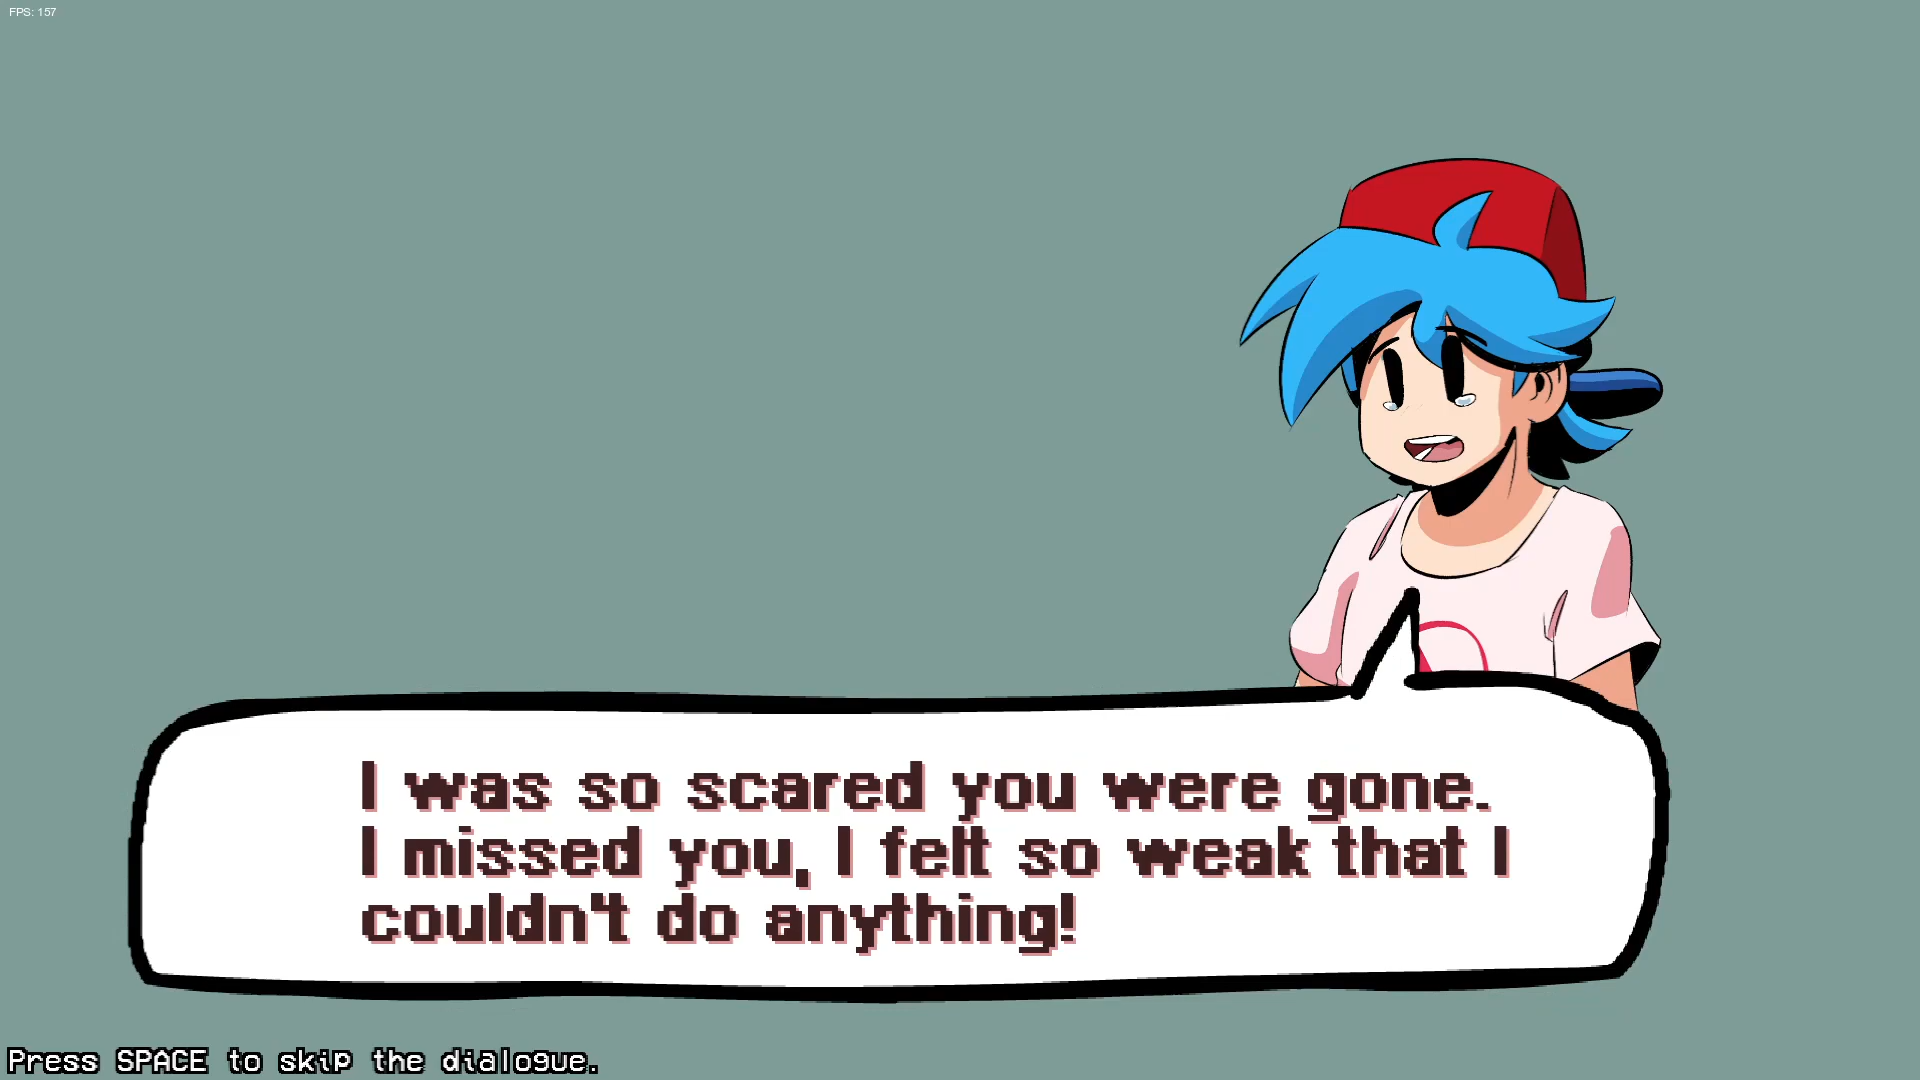 FPS: 157
I was so scared you were gone.
I missed you, I felt so weak that I
couldn't do anything!
Press SPACE to skip the dialogue.